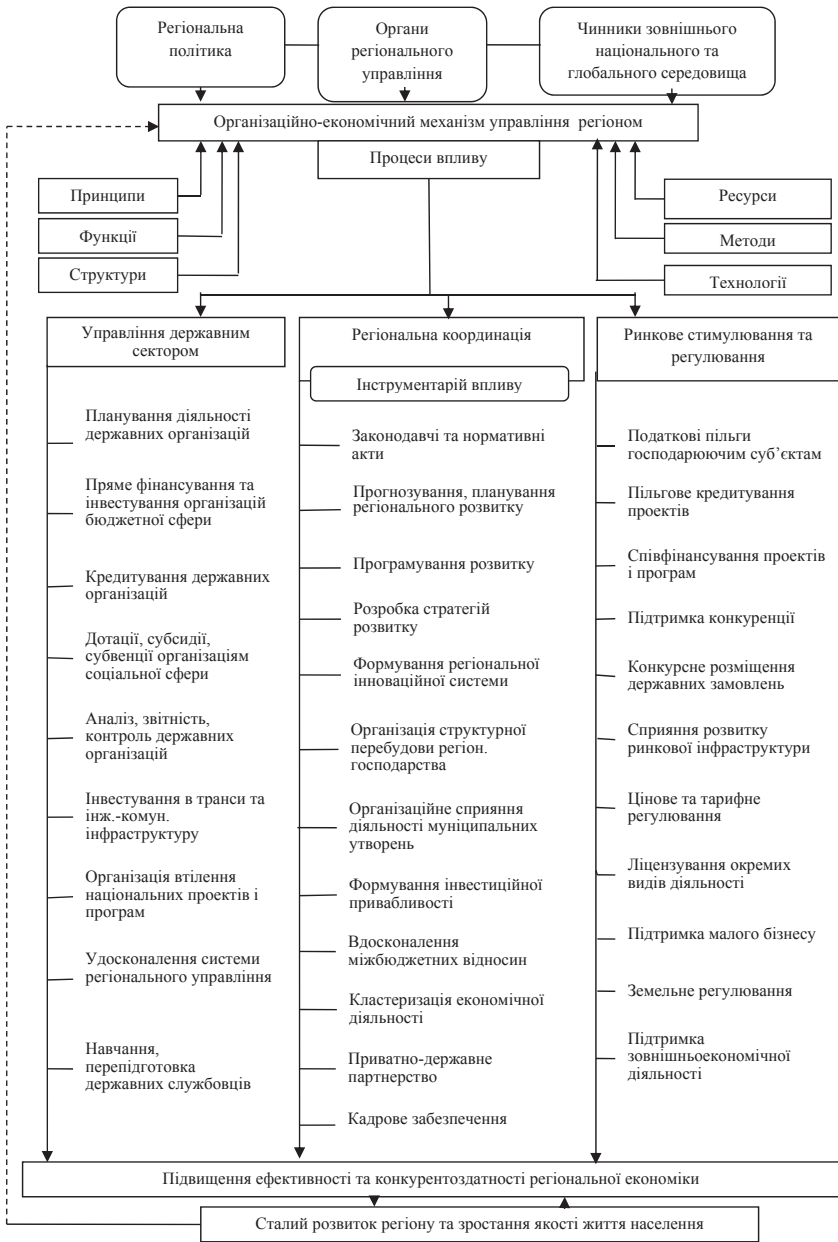 Регіональна
політика
Органи
регіонального
управління
Чинники зовнішнього
національного та
глобального середовища
Організаційно-економічний механізм управління регіоном
Процеси впливу
Принципи
Функції
Структури
Ресурси
Методи
Технології
Управління державним
сектором
Регіональна координація
Ринкове стимулювання та
регулювання
Інструментарій впливу
Планування діяльності
державних організацій
Пряме фінансування та
інвестування організацій
бюджетної сфери
Кредитування державних
організацій
Дотації, субсидії,
субвенції організаціям
соціальної сфери
Аналіз, звітність,
контроль державних
організацій
Інвестування в транси та
інж.-комун.
інфраструктуру
Організація втілення
національних проектів і
програм
Удосконалення системи
регіонального управління
Навчання,
перепідготовка
державних службовців
Законодавчі та нормативні
акти
Прогнозування, планування
регіонального розвитку
Програмування розвитку
Розробка стратегій
розвитку
Формування регіональної
інноваційної системи
Організація структурної
перебудови регіон.
господарства
Організаційне сприяння
діяльності муніципальних
утворень
Формування інвестиційної
привабливості
Вдосконалення
міжбюджетних відносин
Кластеризація економічної
діяльності
Приватно-державне
партнерство
Кадрове забезпечення
Податкові пільги
господарюючим суб’єктам
Пільгове кредитування
проектів
Співфінансування проектів
і програм
Підтримка конкуренції
Конкурсне розміщення
державних замовлень
Сприяння розвитку
ринкової інфраструктури
Цінове та тарифне
регулювання
Ліцензування окремих
видів діяльності
Підтримка малого бізнесу
Земельне регулювання
Підтримка
зовнішньоекономічної
діяльності
Підвищення ефективності та конкурентоздатності регіональної економіки
Сталий розвиток регіону та зростання якості життя населення